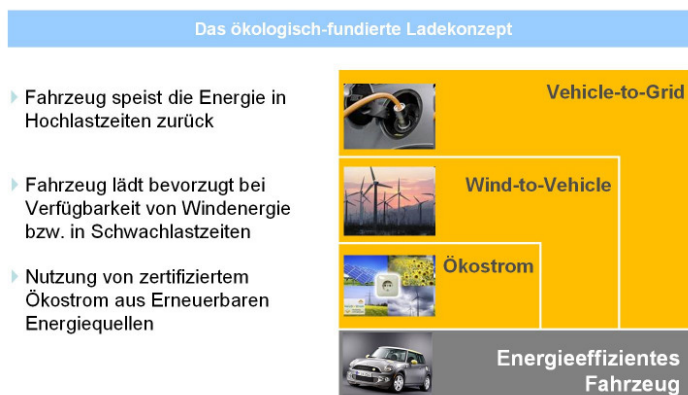 Das ökologisch-fundierte Ladekonzept
Fahrzeug speist die Energie in
Hochlastzeiten zurück
Vehicle-to-Grid
Fahrzeug lädt bevorzugt bei
Verfügbarkeit von Windenergie
bzw. in Schwachlastzeiten
Wind-to-Vehicle
Nutzung von zertifiziertem
Ökostrom aus Erneuerbaren
Energiequellen
Ökostrom
Energieeffizientes
Fahrzeug